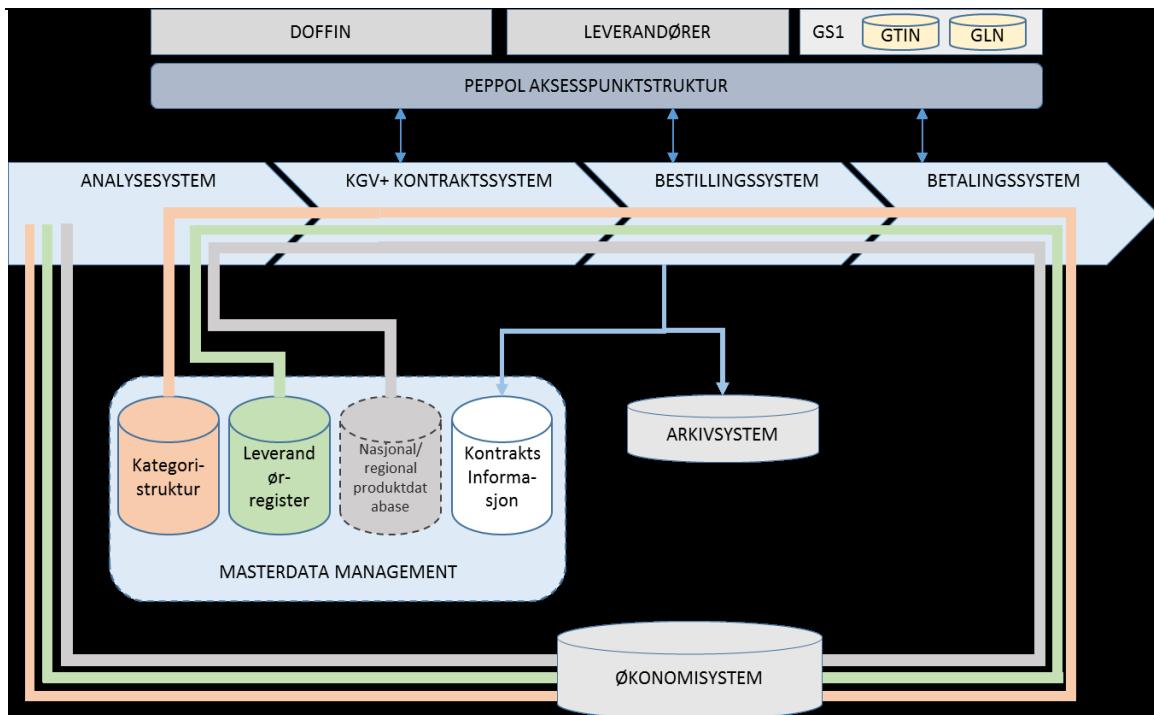 DOFFIN
LEVERANDØRER
GS1
GTIN
GLN
PEPPOL AKSESSPUNKTSTRUKTUR
ANALYSESYSTEM
KGV+ KONTRAKTSSYSTEM
BESTILLINGSSYSTEM
BETALINGSSYSTEM
Kategori-
struktur
Leverand
ør-
register
Nasjonal/
regional
produktdat
abase
Kontrakts
Informa-
sjon
MASTERDATA MANAGEMENT
ARKIVSYSTEM
ØKONOMISYSTEM